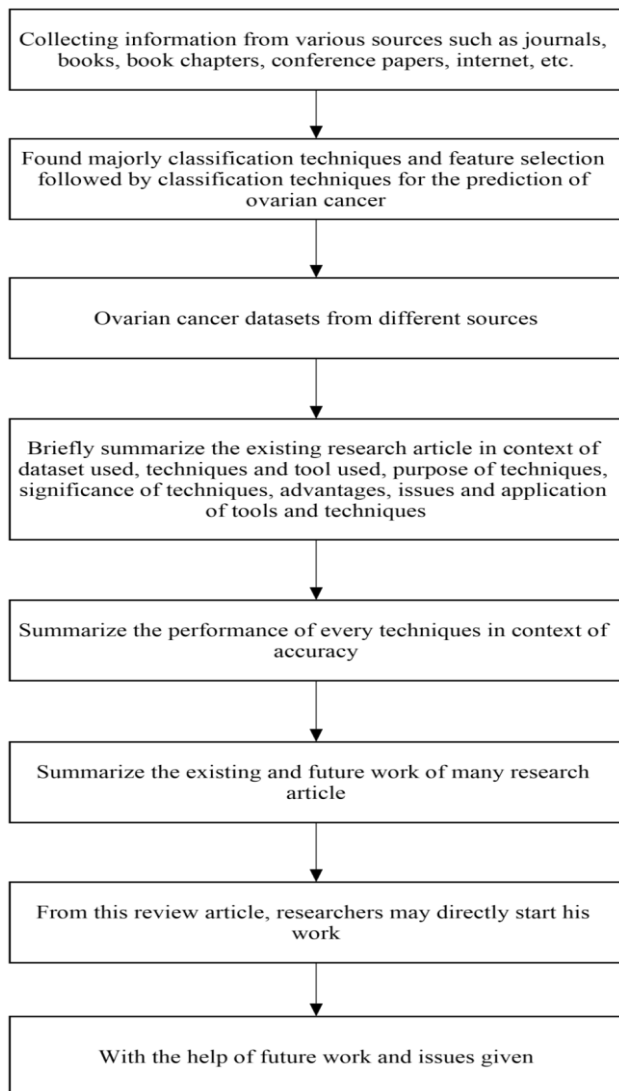 Collecting information from various sources such as journals,
books, book chapters, conference papers, internet, etc.
Found majorly classification techniques and feature selection
followed by classification techniques for the prediction of
ovarian cancer
Ovarian cancer datasets from different sources
Briefly summarize the existing research article in context of
dataset used, techniques and tool used, purpose of techniques,
significance of techniques, advantages, issues and application
of tools and techniques
Summarize the performance of every techniques in context of
accuracy
Summarize the existing and future work of many research
article
From this review article, researchers may directly start his
work
With the help of future work and issues given